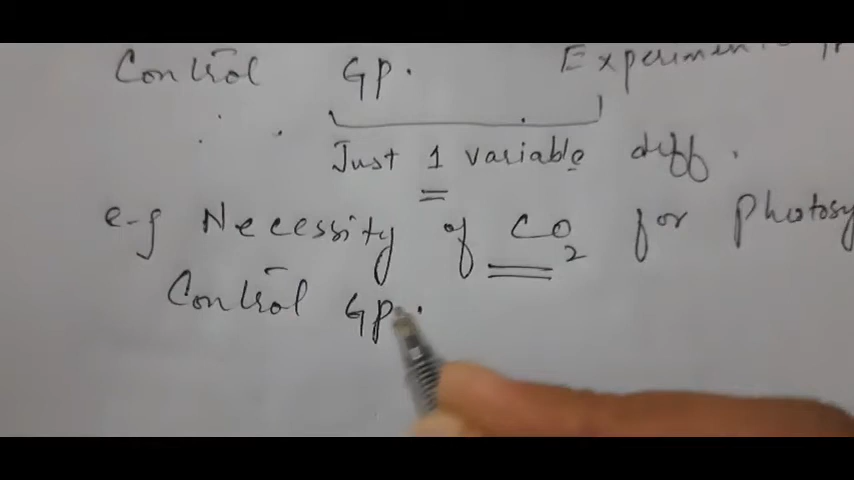 Control GP.
Just 1 variable diff.
e-g Necessity of CO2 for Photosy
Control GP.